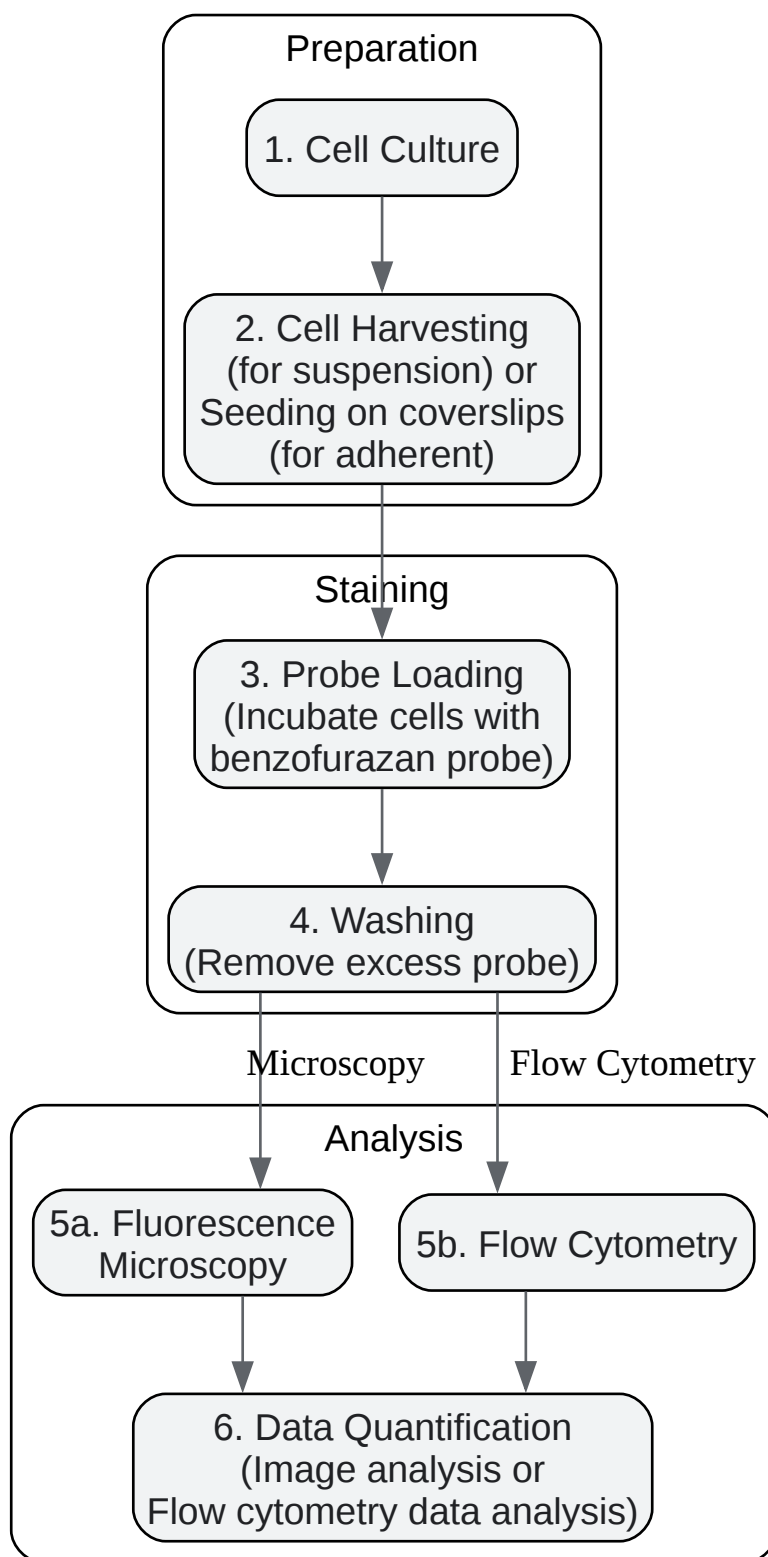 Preparation
1. Cell Culture
2. Cell Harvesting
(for suspension) or
Seeding on coverslips
(for adherent)
Staining
3. Probe Loading
(Incubate cells with
benzofurazan probe)
4. Washing
(Remove excess probe)
Microscopy
Flow Cytometry
Analysis
5a. Fluorescence
Microscopy
5b. Flow Cytometry
6. Data Quantification
(Image analysis or
Flow cytometry data analysis)